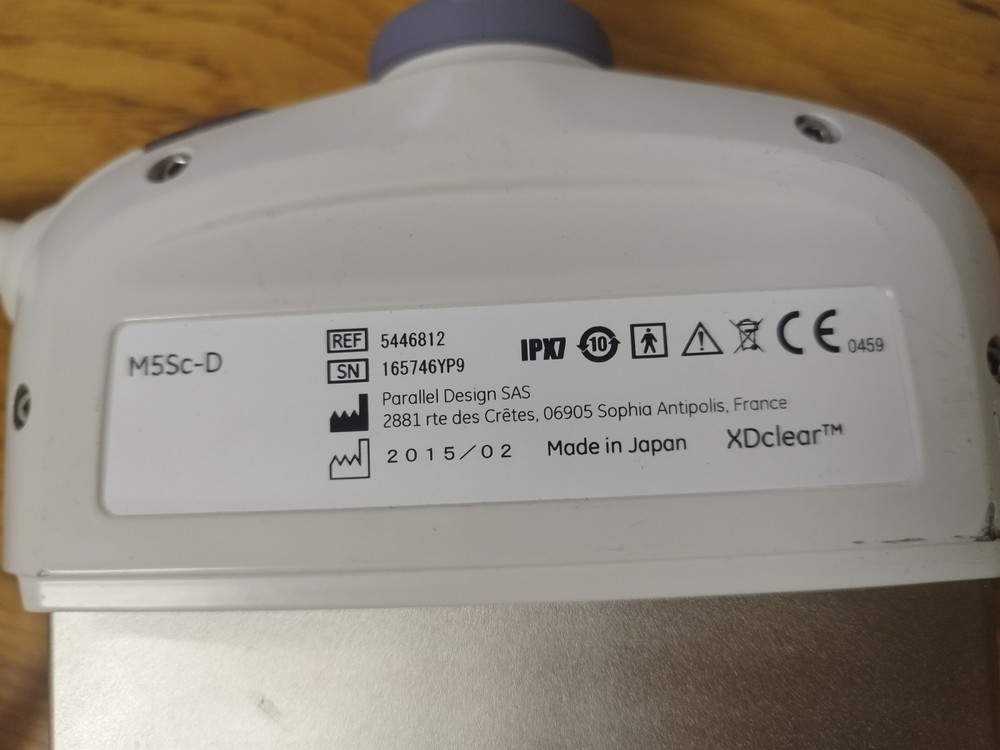 M5Sc-D
REF 5446812
SN 165746YP9
Parallel Design SAS
2881 rte des Crêtes, 06905 Sophia Antipolis, France
2015/02 Made in Japan XDclear™
IPX7 10 CE 0459